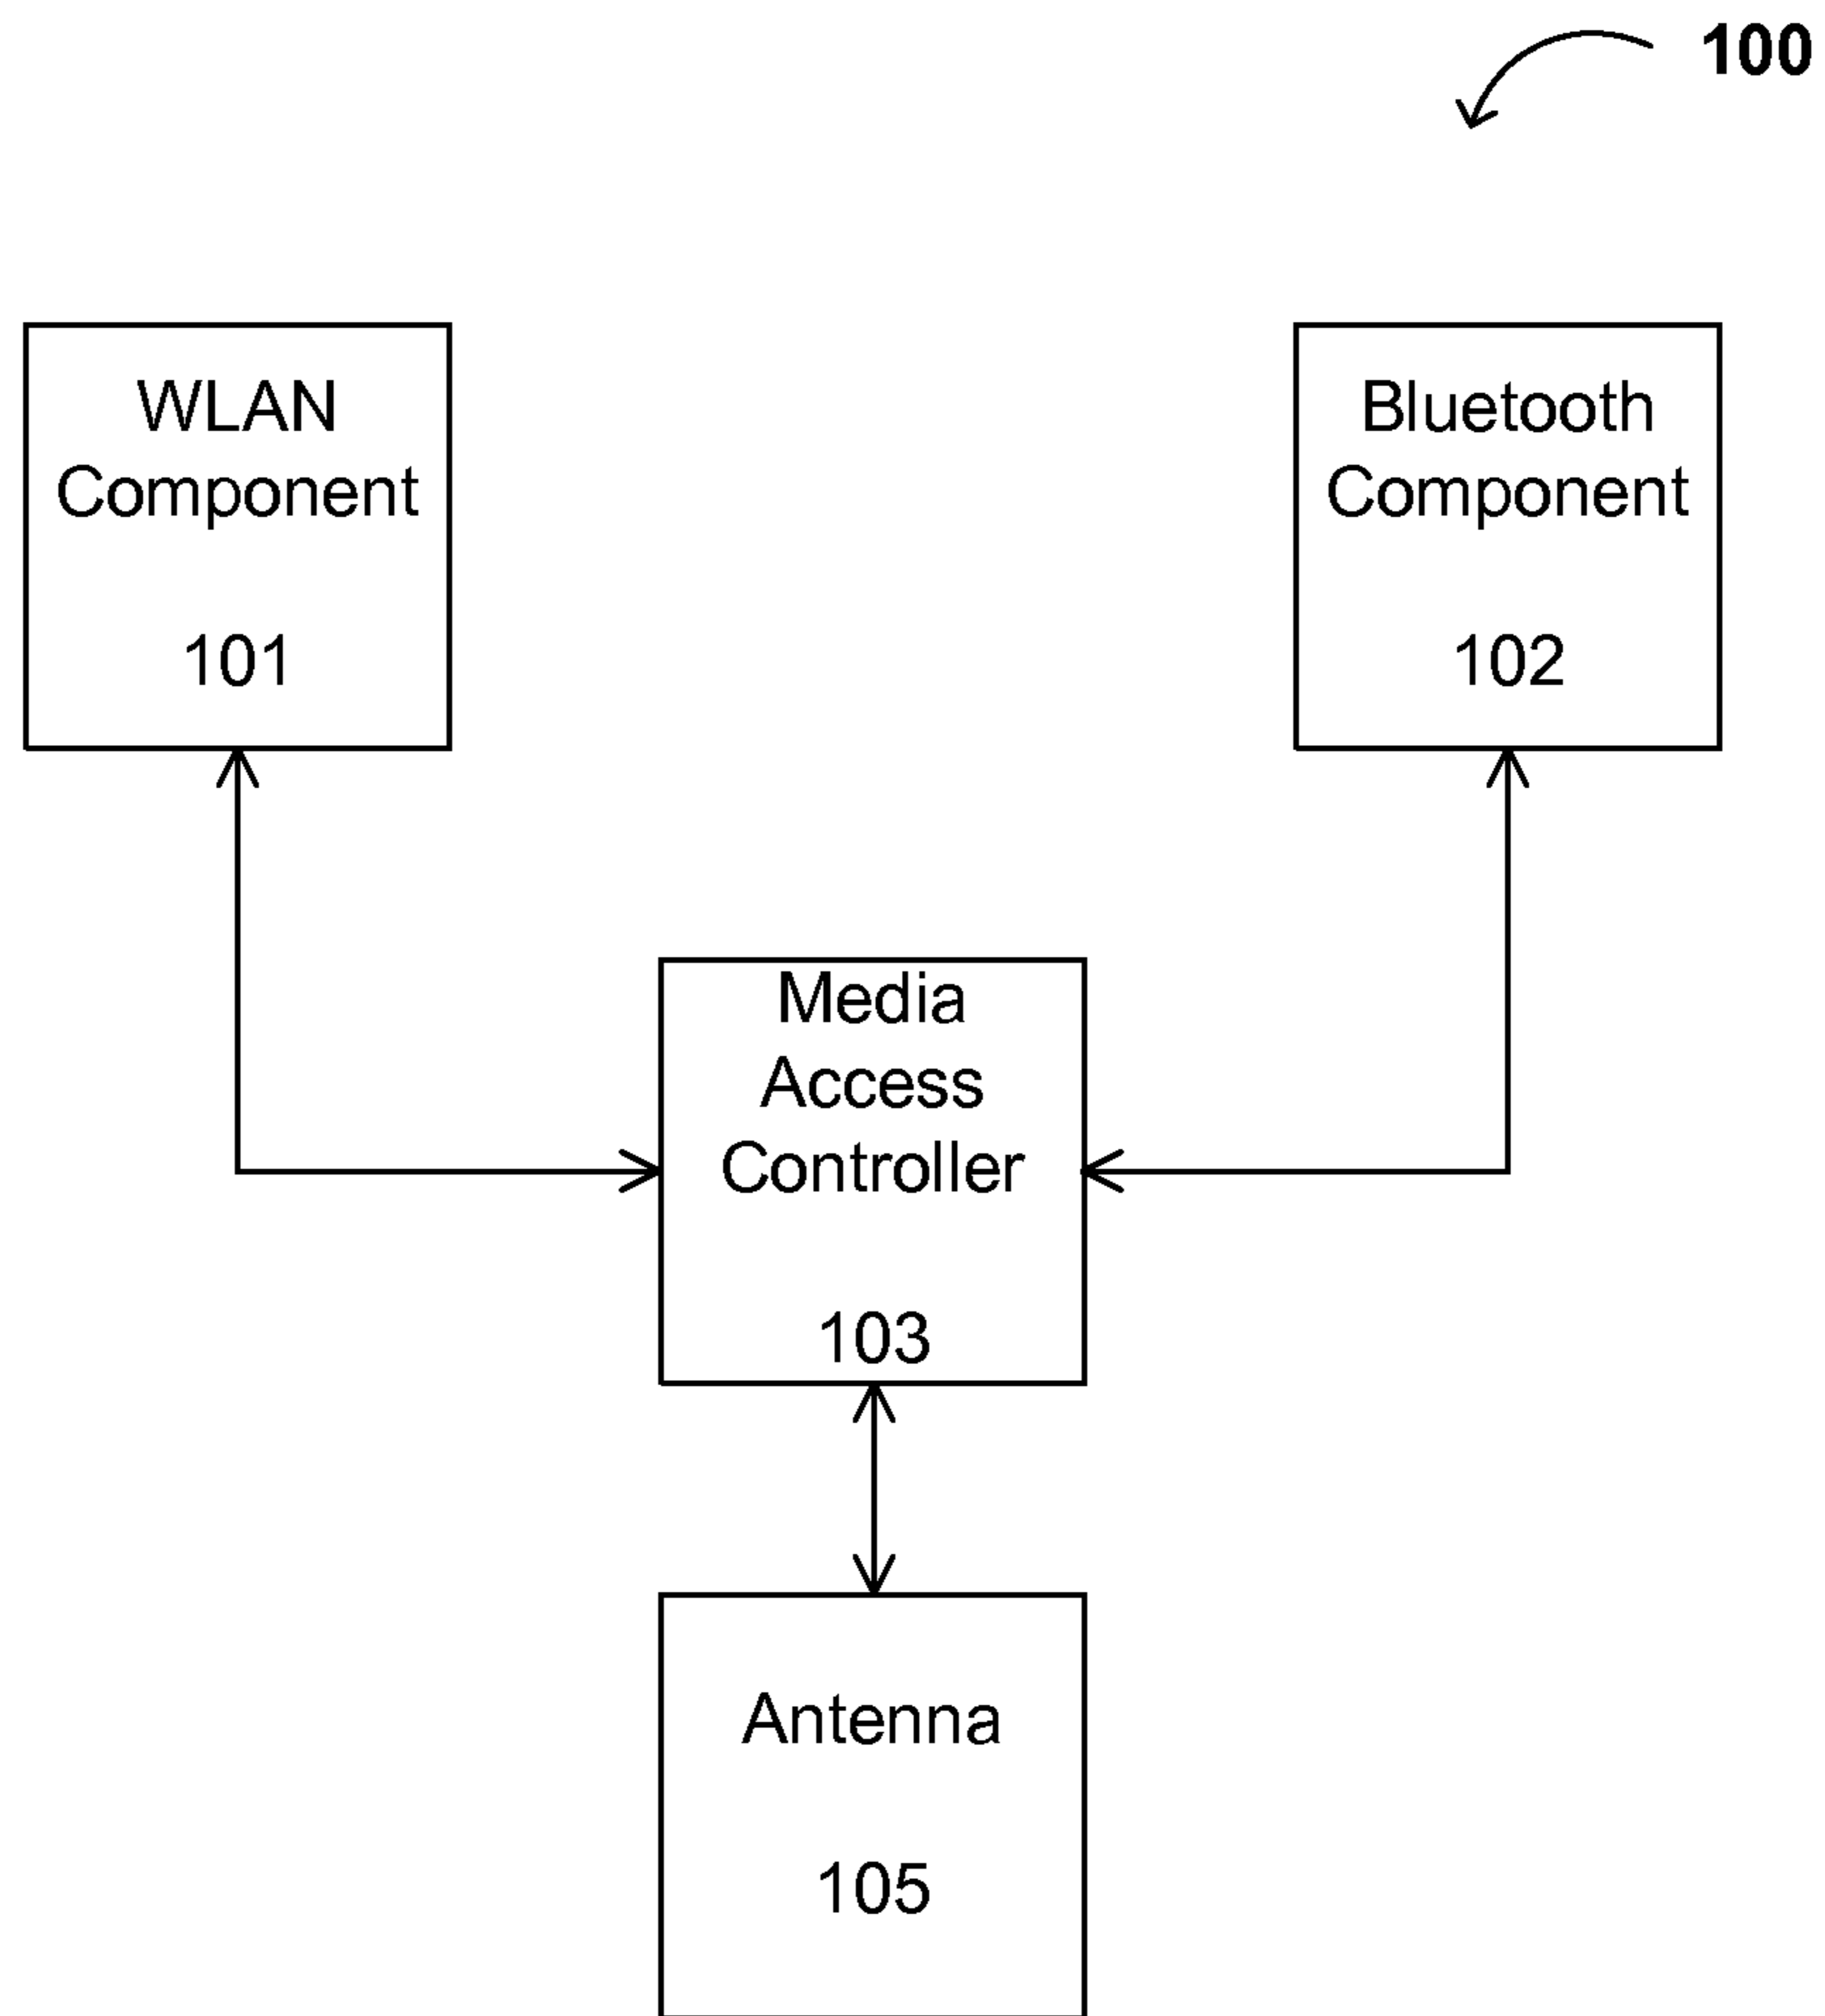 100
WLAN
Component
101
Bluetooth
Component
102
Media
Access
Controller
103
Antenna
105